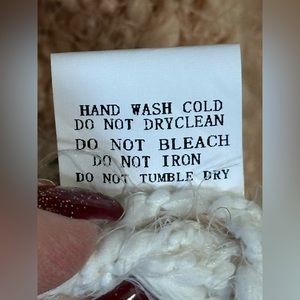 HAND WASH COLD
DO NOT DRYCLEAN
DO NOT BLEACH
DO NOT IRON
DO NOT TUMBLE DRY